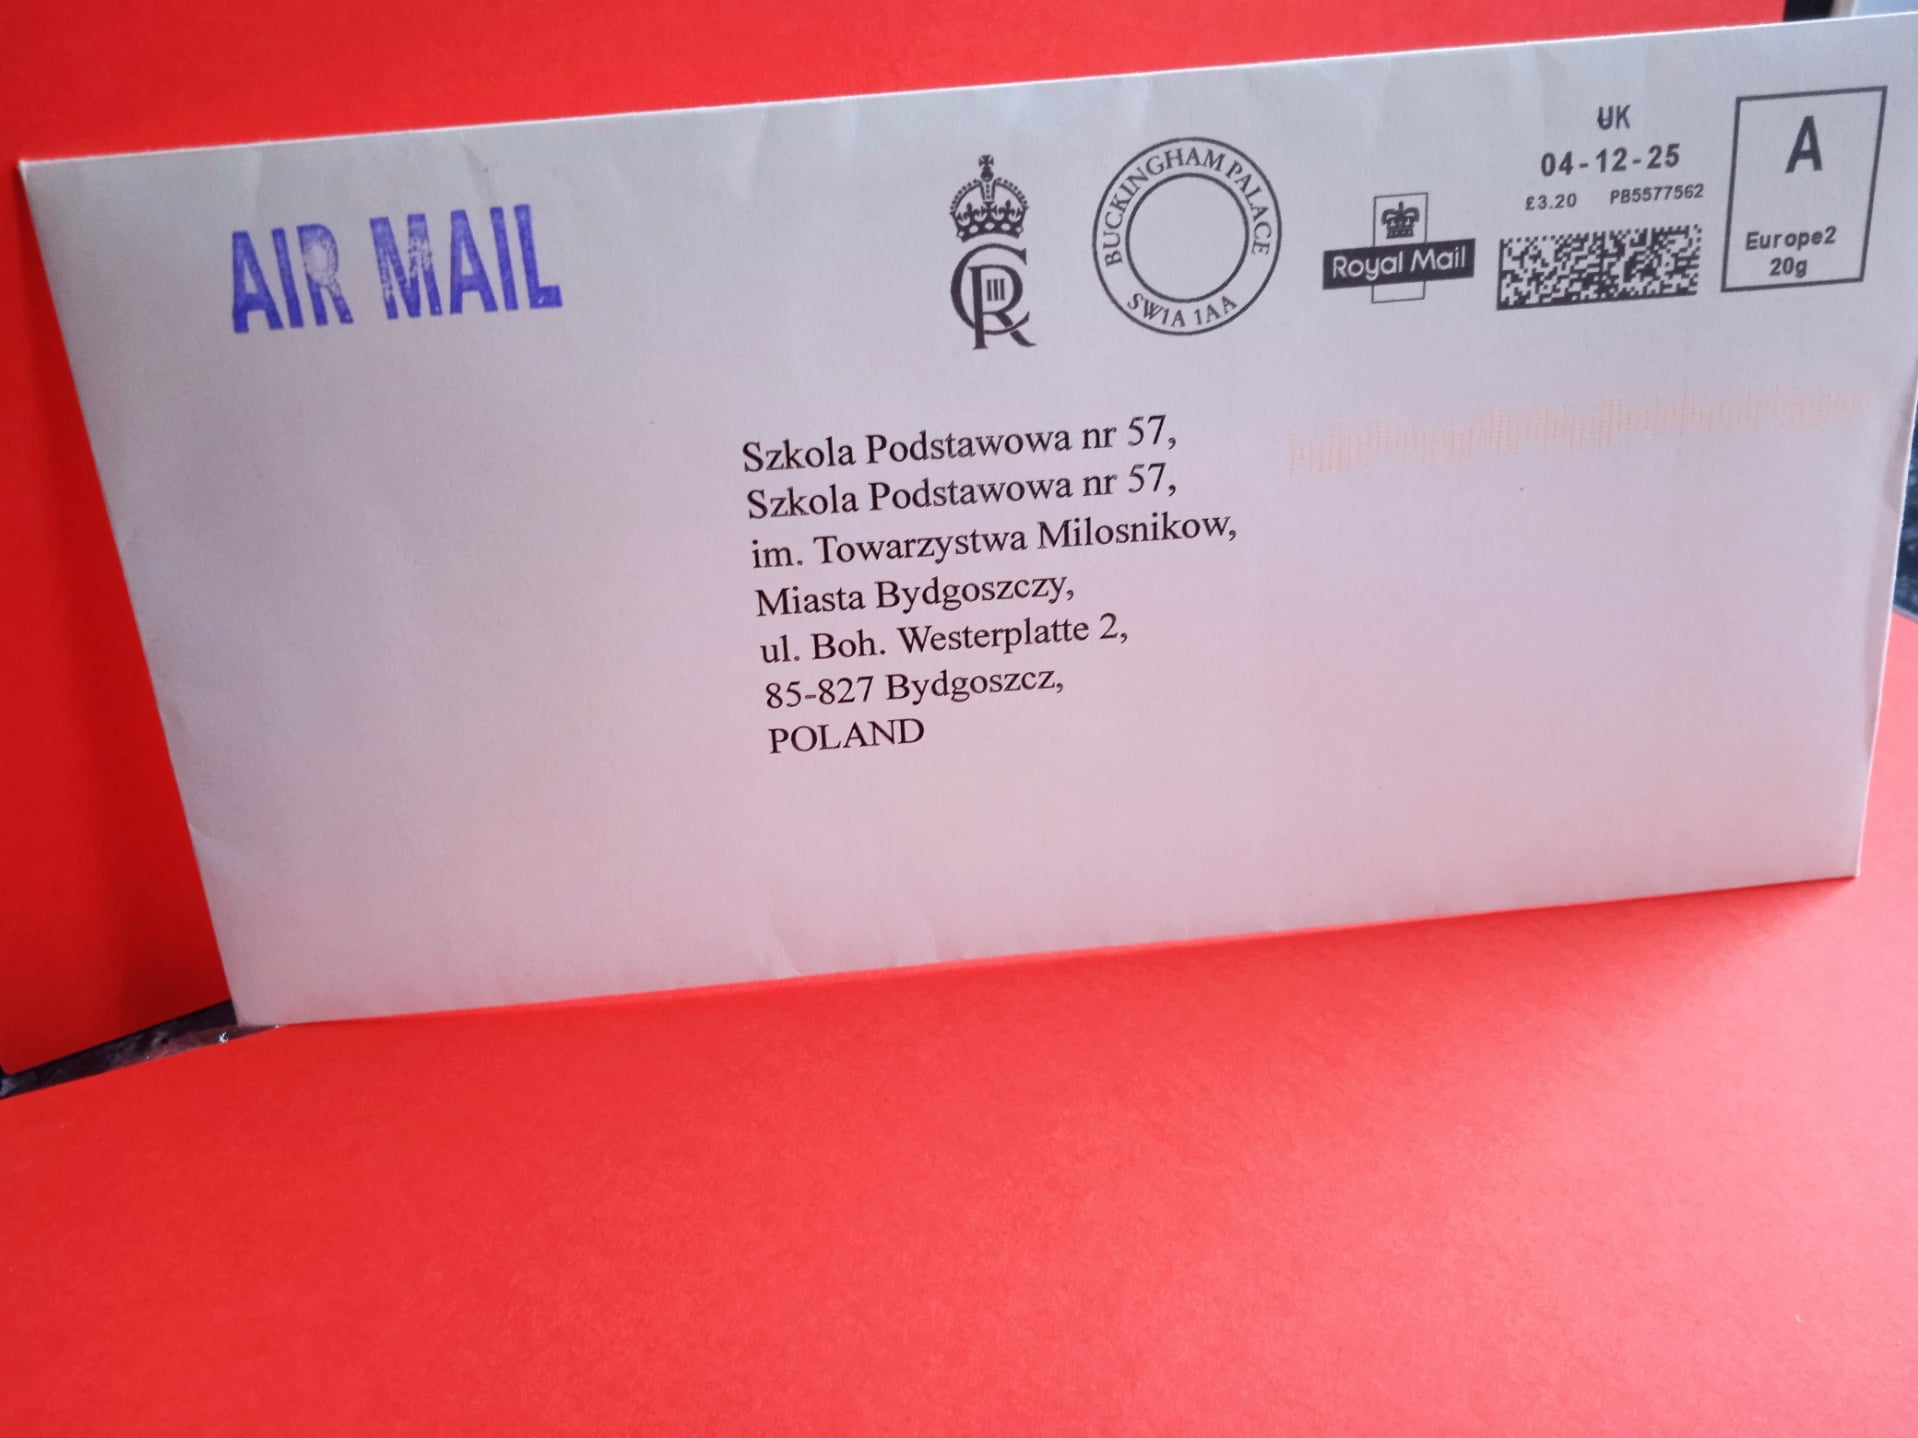 AIR MAIL
CR III
BUCKINGHAM PALACE
SW1A 1AA
Royal Mail
UK
04-12-25
£3.20 PB5577562
A
Europe2
20g
Szkola Podstawowa nr 57,
Szkola Podstawowa nr 57,
im. Towarzystwa Milosnikow,
Miasta Bydgoszczy,
ul. Boh. Westerplatte 2,
85-827 Bydgoszcz,
POLAND